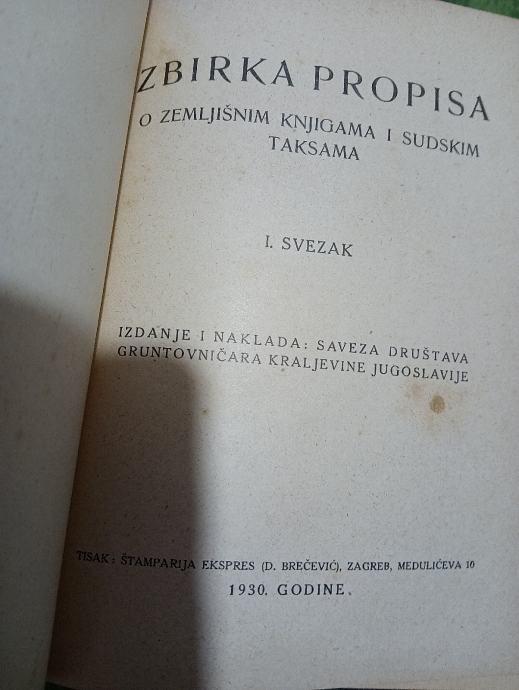 ZBIRKA PROPISA
O ZEMLJIŠNIM KNJIGAMA I SUDSKIM
TAKSAMA
I. SVEZAK
IZDANJE I NAKLADA: SAVEZA DRUŠTAVA
GRUNTOVNIČARA KRALJEVINE JUGOSLAVIJE
TISAK: ŠTAMPARIJA EKSPRES (D. BREČEVIĆ), ZAGREB, MEDULIĆEVA 10
1930. GODINE.